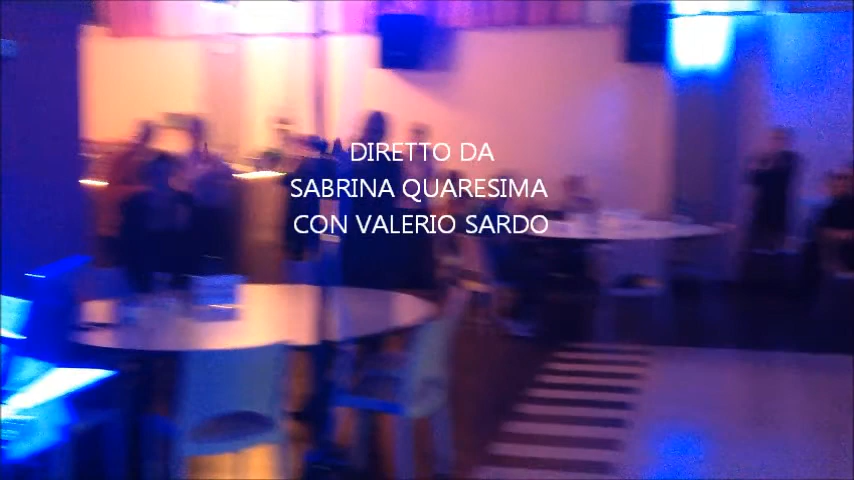 DIRETTO DA
SABRINA QUARESIMA
CON VALERIO SARDO